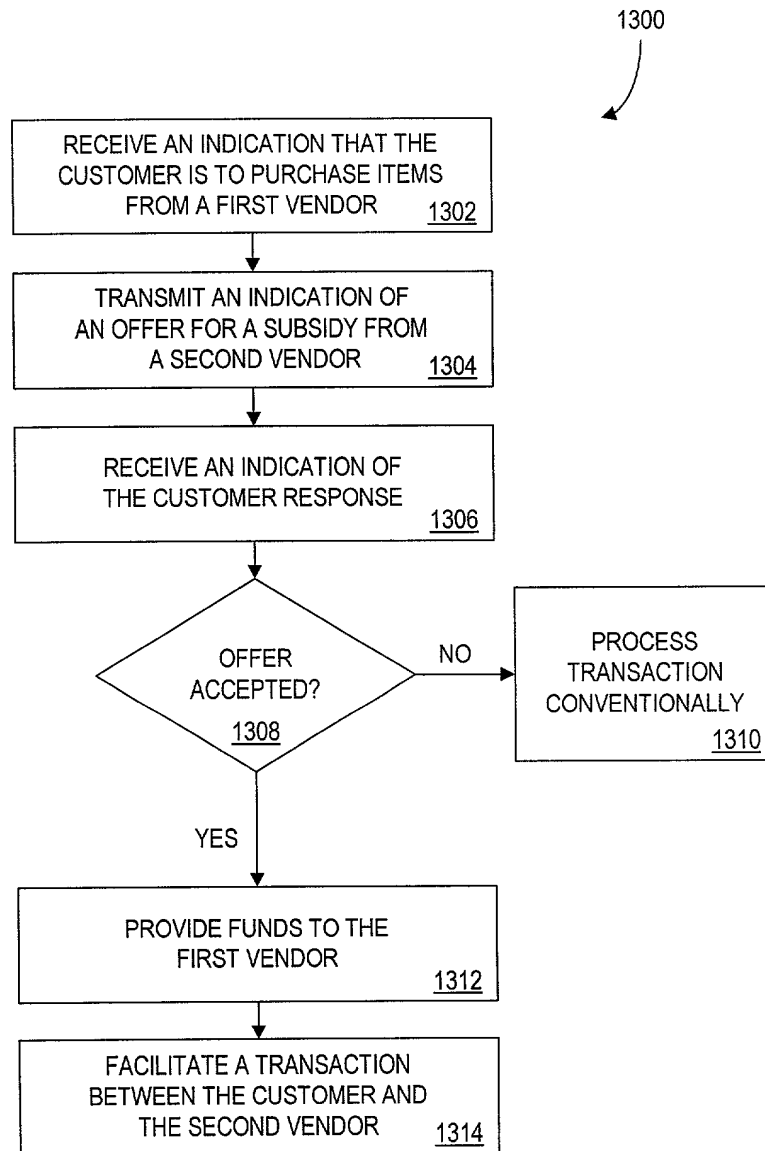 1300
RECEIVE AN INDICATION THAT THE
CUSTOMER IS TO PURCHASE ITEMS
FROM A FIRST VENDOR
1302
TRANSMIT AN INDICATION OF
AN OFFER FOR A SUBSIDY FROM
A SECOND VENDOR
1304
RECEIVE AN INDICATION OF
THE CUSTOMER RESPONSE
1306
OFFER
ACCEPTED?
1308
NO
PROCESS
TRANSACTION
CONVENTIONALLY
1310
YES
PROVIDE FUNDS TO THE
FIRST VENDOR
1312
FACILITATE A TRANSACTION
BETWEEN THE CUSTOMER AND
THE SECOND VENDOR
1314